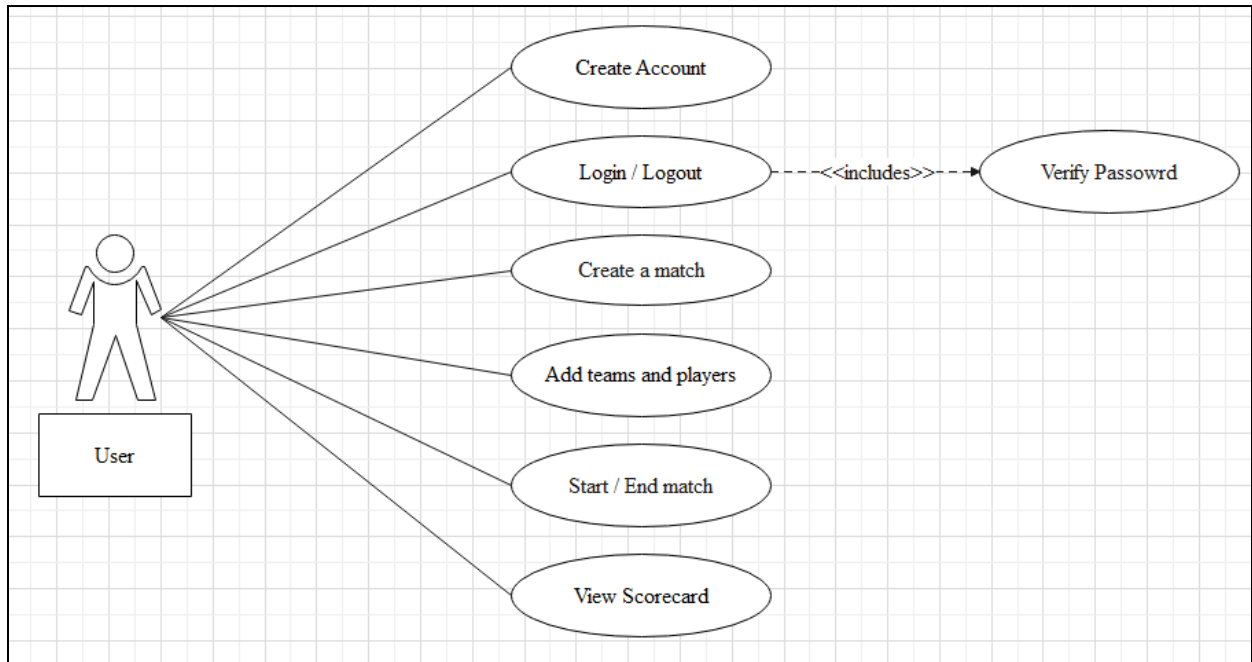 Create Account
Login / Logout
<<includes>>
Verify Passowrd
Create a match
Add teams and players
Start / End match
User
View Scorecard